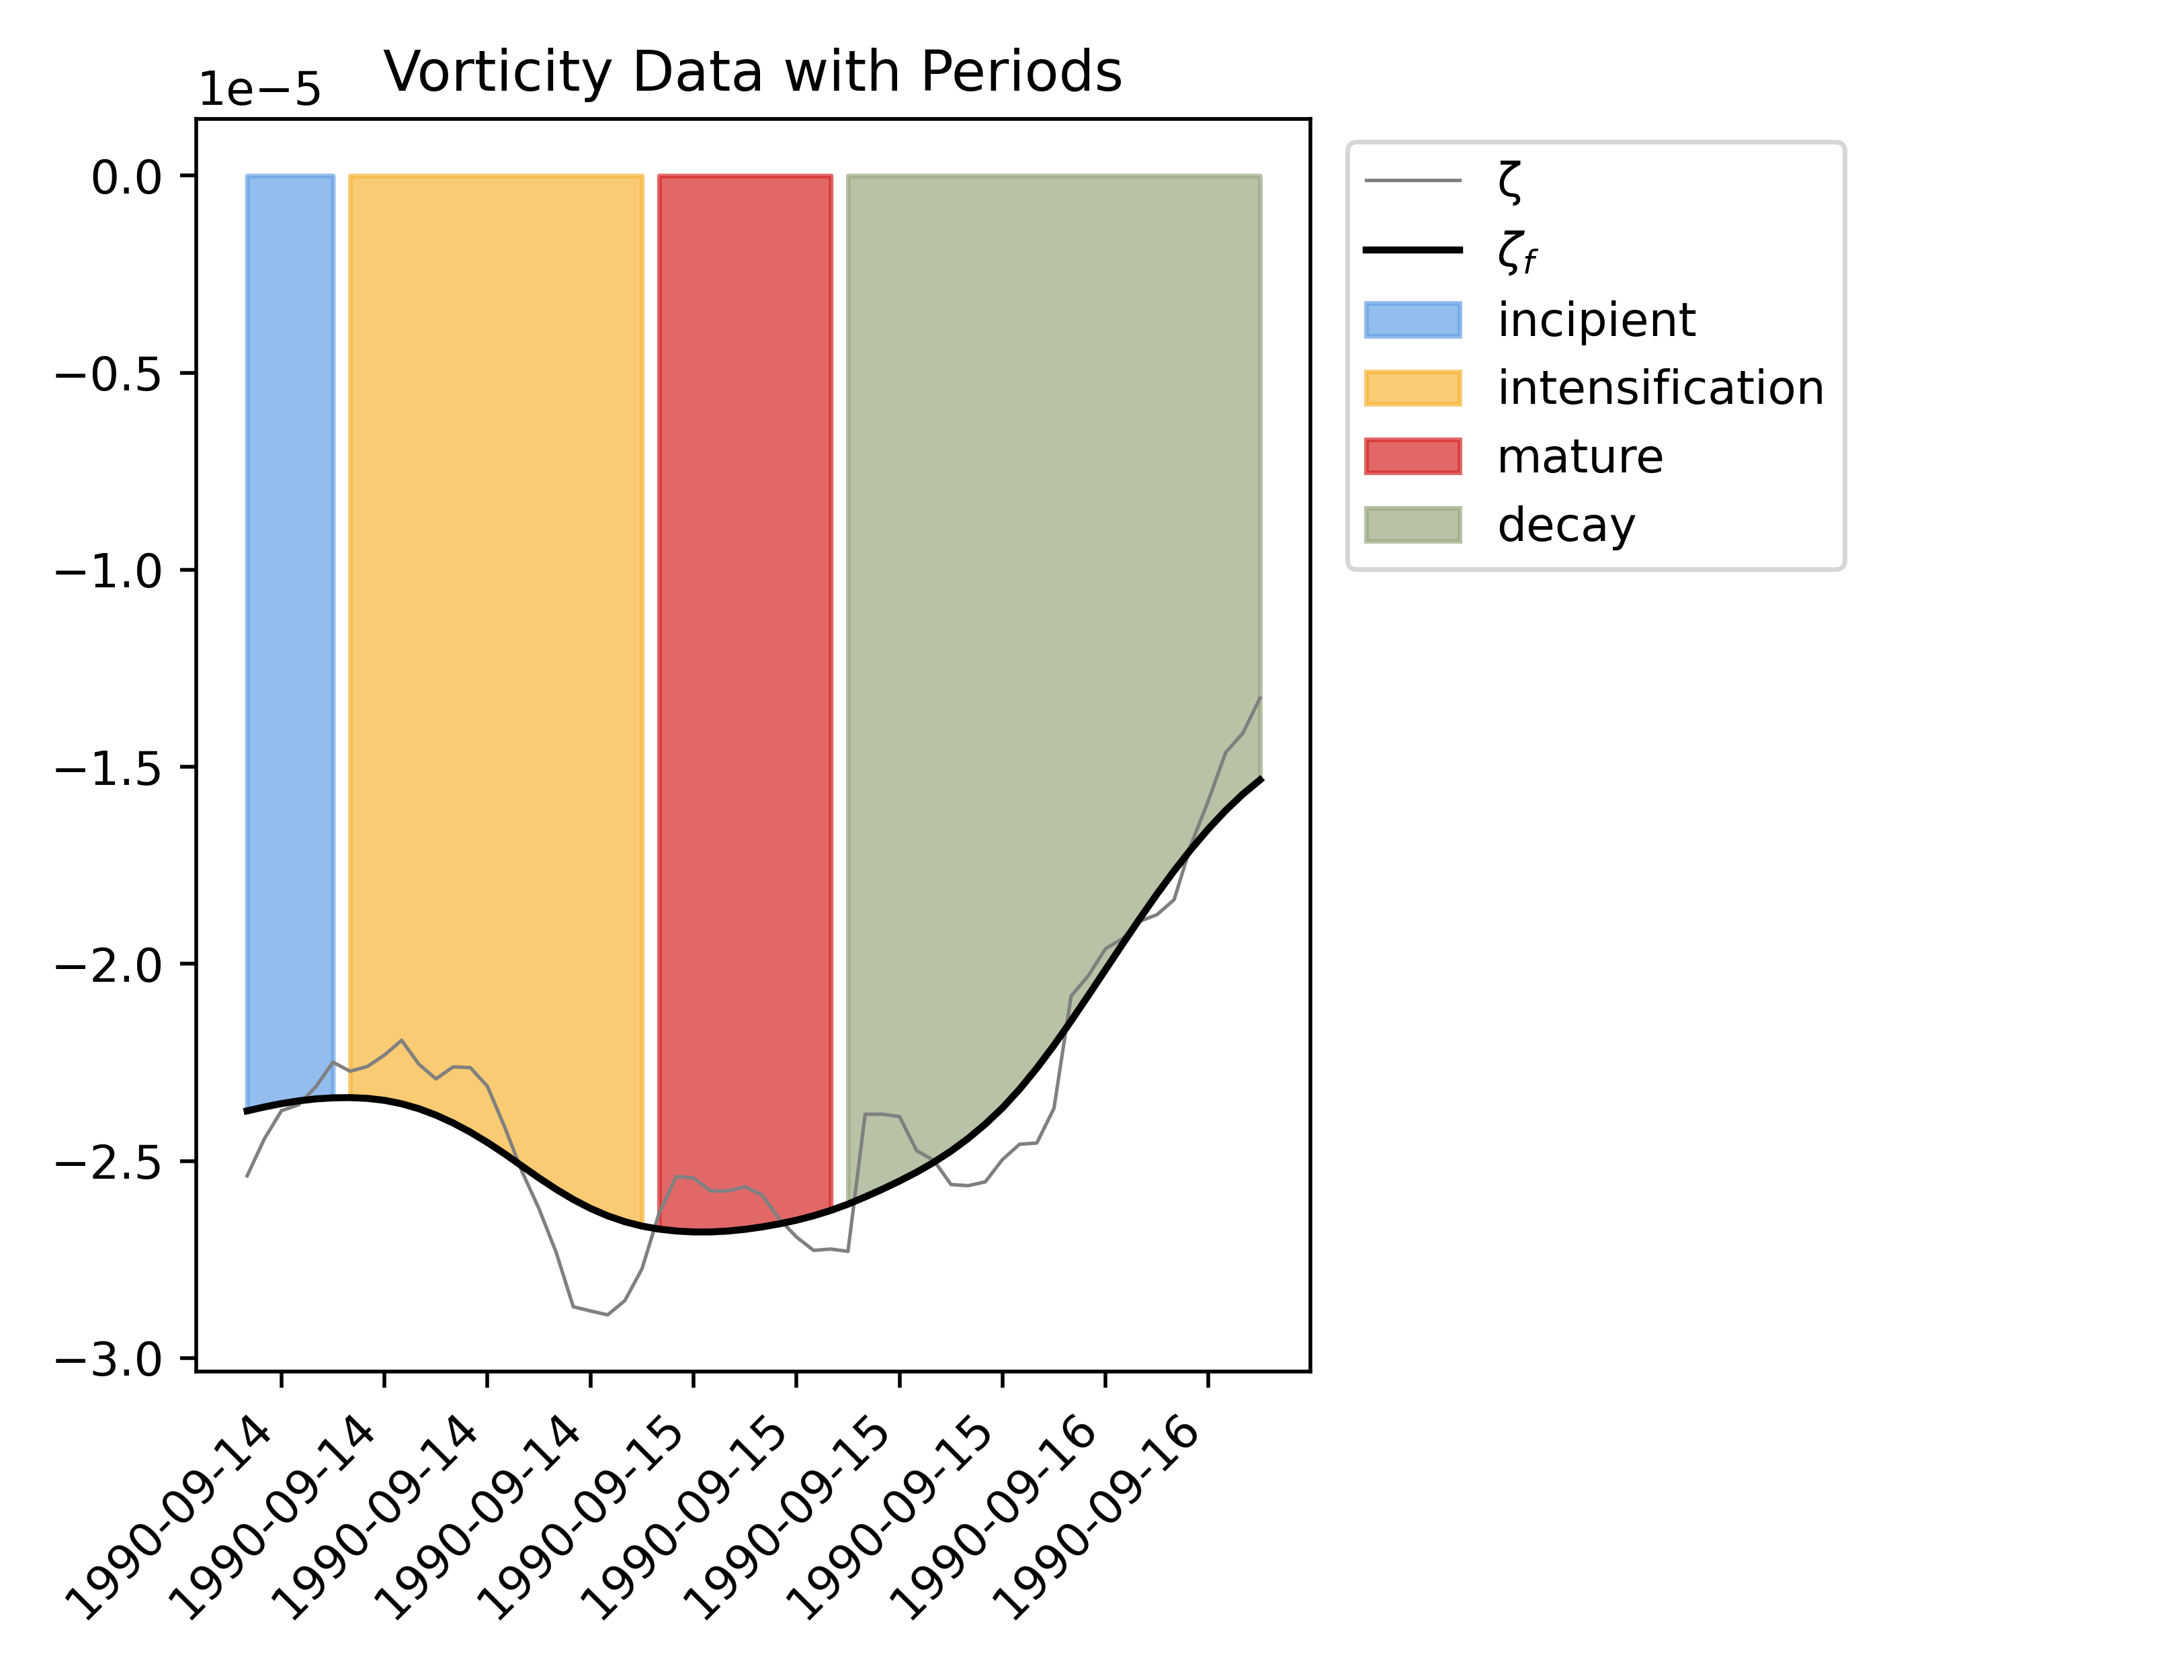 Vorticity Data with Periods
1e−5
0.0
−0.5
−1.0
−1.5
−2.0
−2.5
−3.0
1990-09-14
1990-09-14
1990-09-14
1990-09-14
1990-09-15
1990-09-15
1990-09-15
1990-09-15
1990-09-16
1990-09-16
ζ
ζf
incipient
intensification
mature
decay